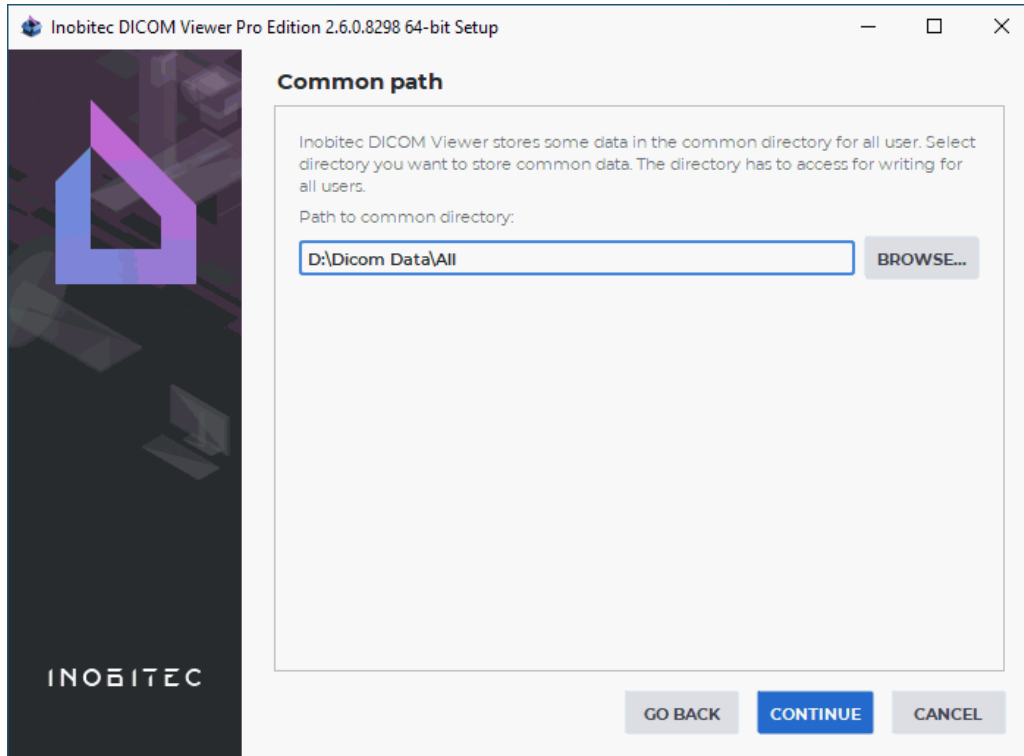 Inobitec DICOM Viewer Pro Edition 2.6.0.8298 64-bit Setup
Common path
Inobitec DICOM Viewer stores some data in the common directory for all user. Select
directory you want to store common data. The directory has to access for writing for
all users.
Path to common directory:
D:\Dicom Data\All
BROWSE...
INOBITEC
GO BACK
CONTINUE
CANCEL